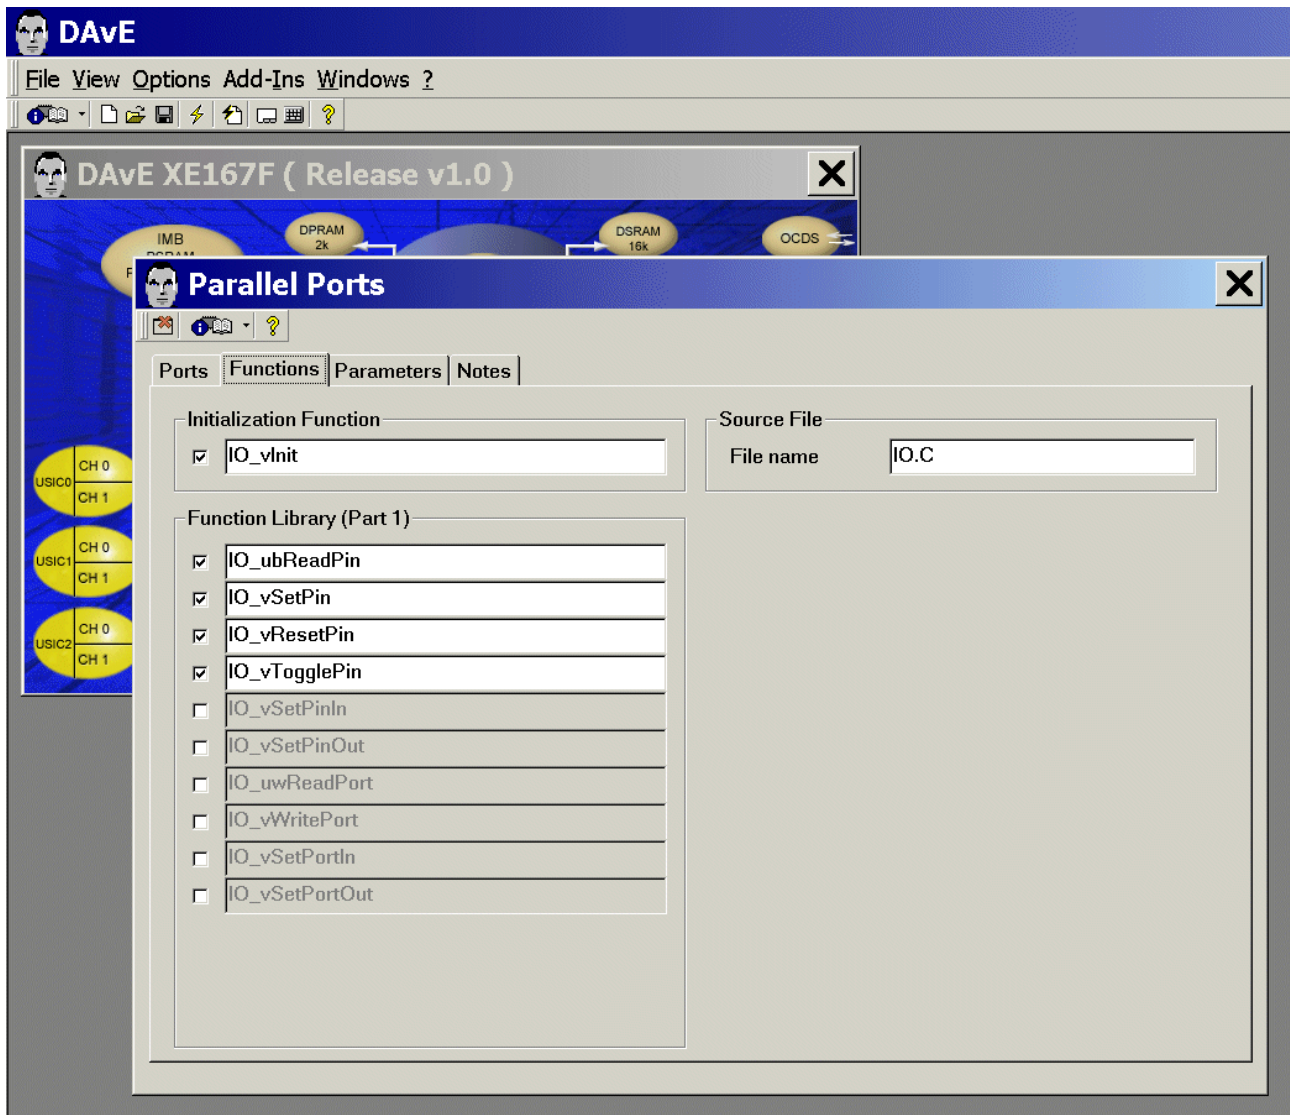 DAvE
File View Options Add-Ins Windows ?
DAvE XE167F ( Release v1.0 )
IMB
DPRAM
2k
DSRAM
16k
OCDS
Parallel Ports
Ports Functions Parameters Notes
Initialization Function
IO_vInit
Source File
File name IO.C
Function Library (Part 1)
IO_ubReadPin
IO_vSetPin
IO_vResetPin
IO_vTogglePin
IO_vSetPinIn
IO_vSetPinOut
IO_uwReadPort
IO_vWritePort
IO_vSetPortIn
IO_vSetPortOut
USIC0
CH 0
CH 1
USIC1
CH 0
CH 1
USIC2
CH 0
CH 1